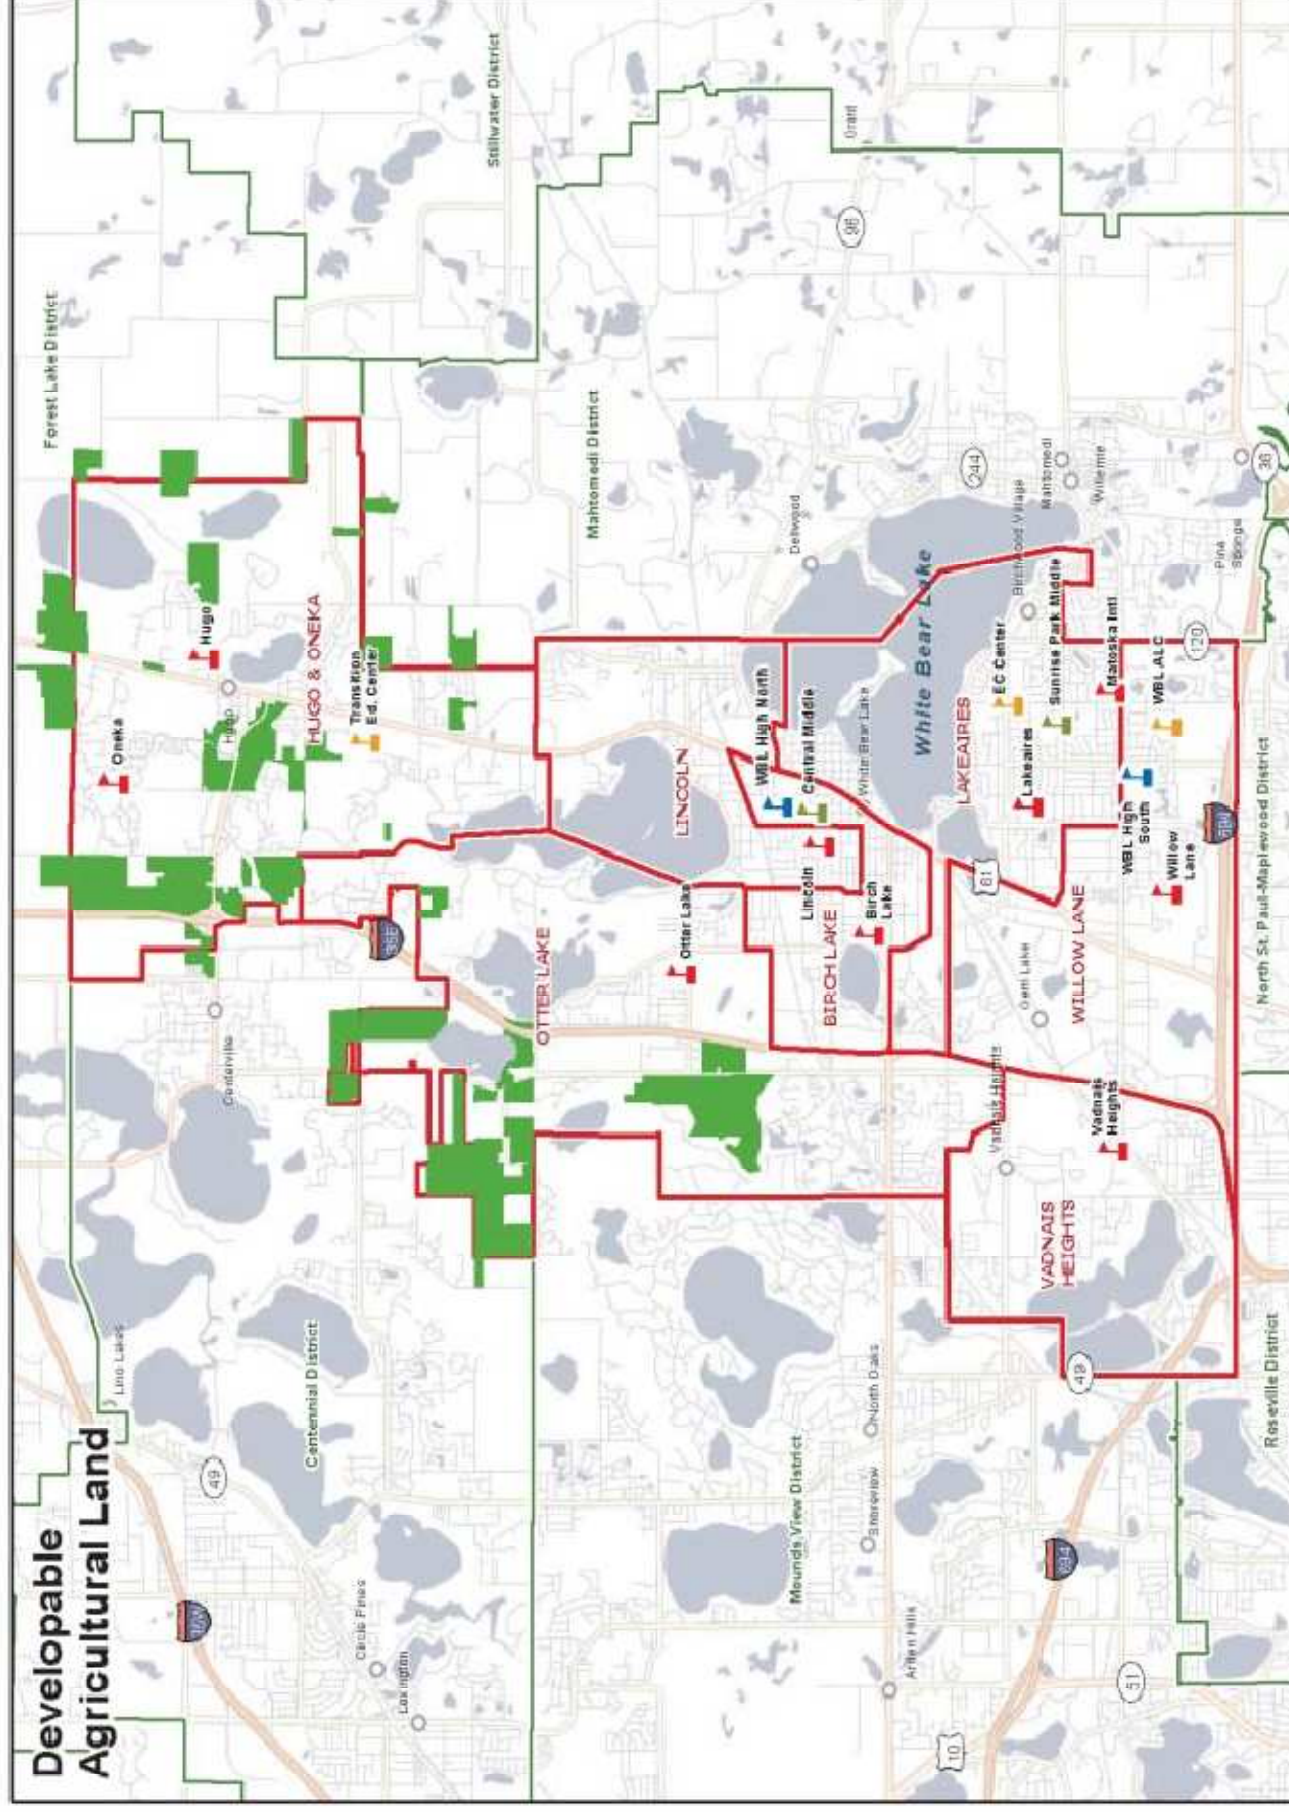 Developable
Agricultural Land
Forest Lake District
Stillwater District
Centennial District
Mahtomedi District
Mounds View District
North St. Paul-Maplewood District
Roseville District
HUGO & ONEKA
OTTER LAKE
LINCOLN
BIRCH LAKE
LAKEAIRES
WILLOW LANE
VADNAIS
HEIGHTS
Oneka
Hugo
Hugo
Transition
Ed. Center
Otter Lake
WBL High North
Central Middle
Lincoln
Birch
Lake
White Bear Lake
White Bear Lake
EC Center
Sunrise Park Middle
Lakeaires
Matoska Intl
WBL ALC
WBL High
South
Willow
Lane
Vadnais
Heights
Vadnais Heights
Gem Lake
Birchwood Village
Mahtomedi
Willernie
Dellwood
Grant
Pine
Springs
Centerville
Lino Lakes
Circle Pines
Lexington
North Oaks
Shoreview
Arden Hills
35W
35E
694
694
49
49
96
244
61
120
36
51
10